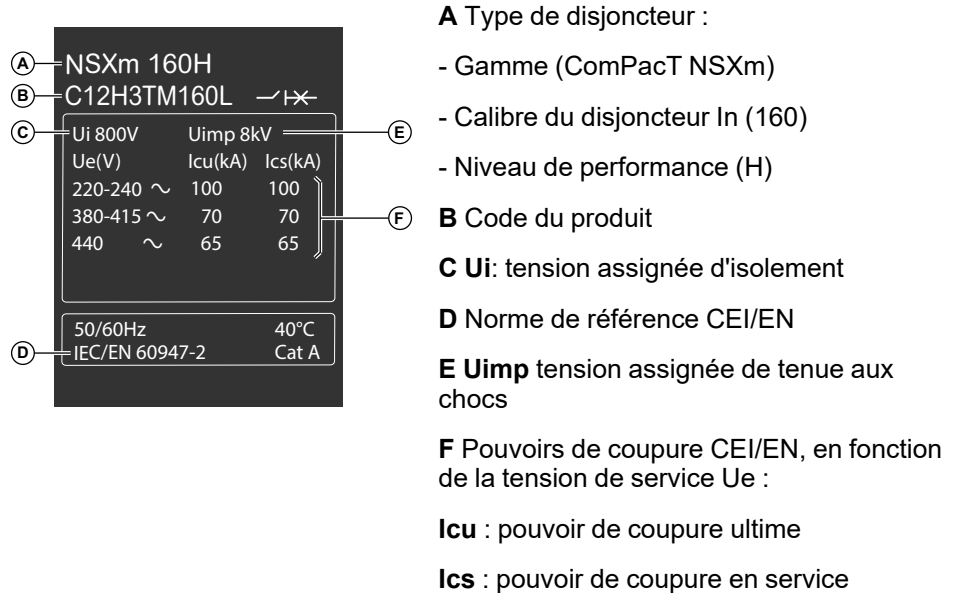 A NSXm 160H
B C12H3TM160L
C Ui 800V Uimp 8kV E
Ue(V) Icu(kA) Ics(kA)
220-240 ∼ 100 100
380-415 ∼ 70 70 F
440 ∼ 65 65
50/60Hz 40°C
D IEC/EN 60947-2 Cat A
A Type de disjoncteur :
- Gamme (ComPacT NSXm)
- Calibre du disjoncteur In (160)
- Niveau de performance (H)
B Code du produit
C Ui: tension assignée d'isolement
D Norme de référence CEI/EN
E Uimp tension assignée de tenue aux
chocs
F Pouvoirs de coupure CEI/EN, en fonction
de la tension de service Ue :
Icu : pouvoir de coupure ultime
Ics : pouvoir de coupure en service